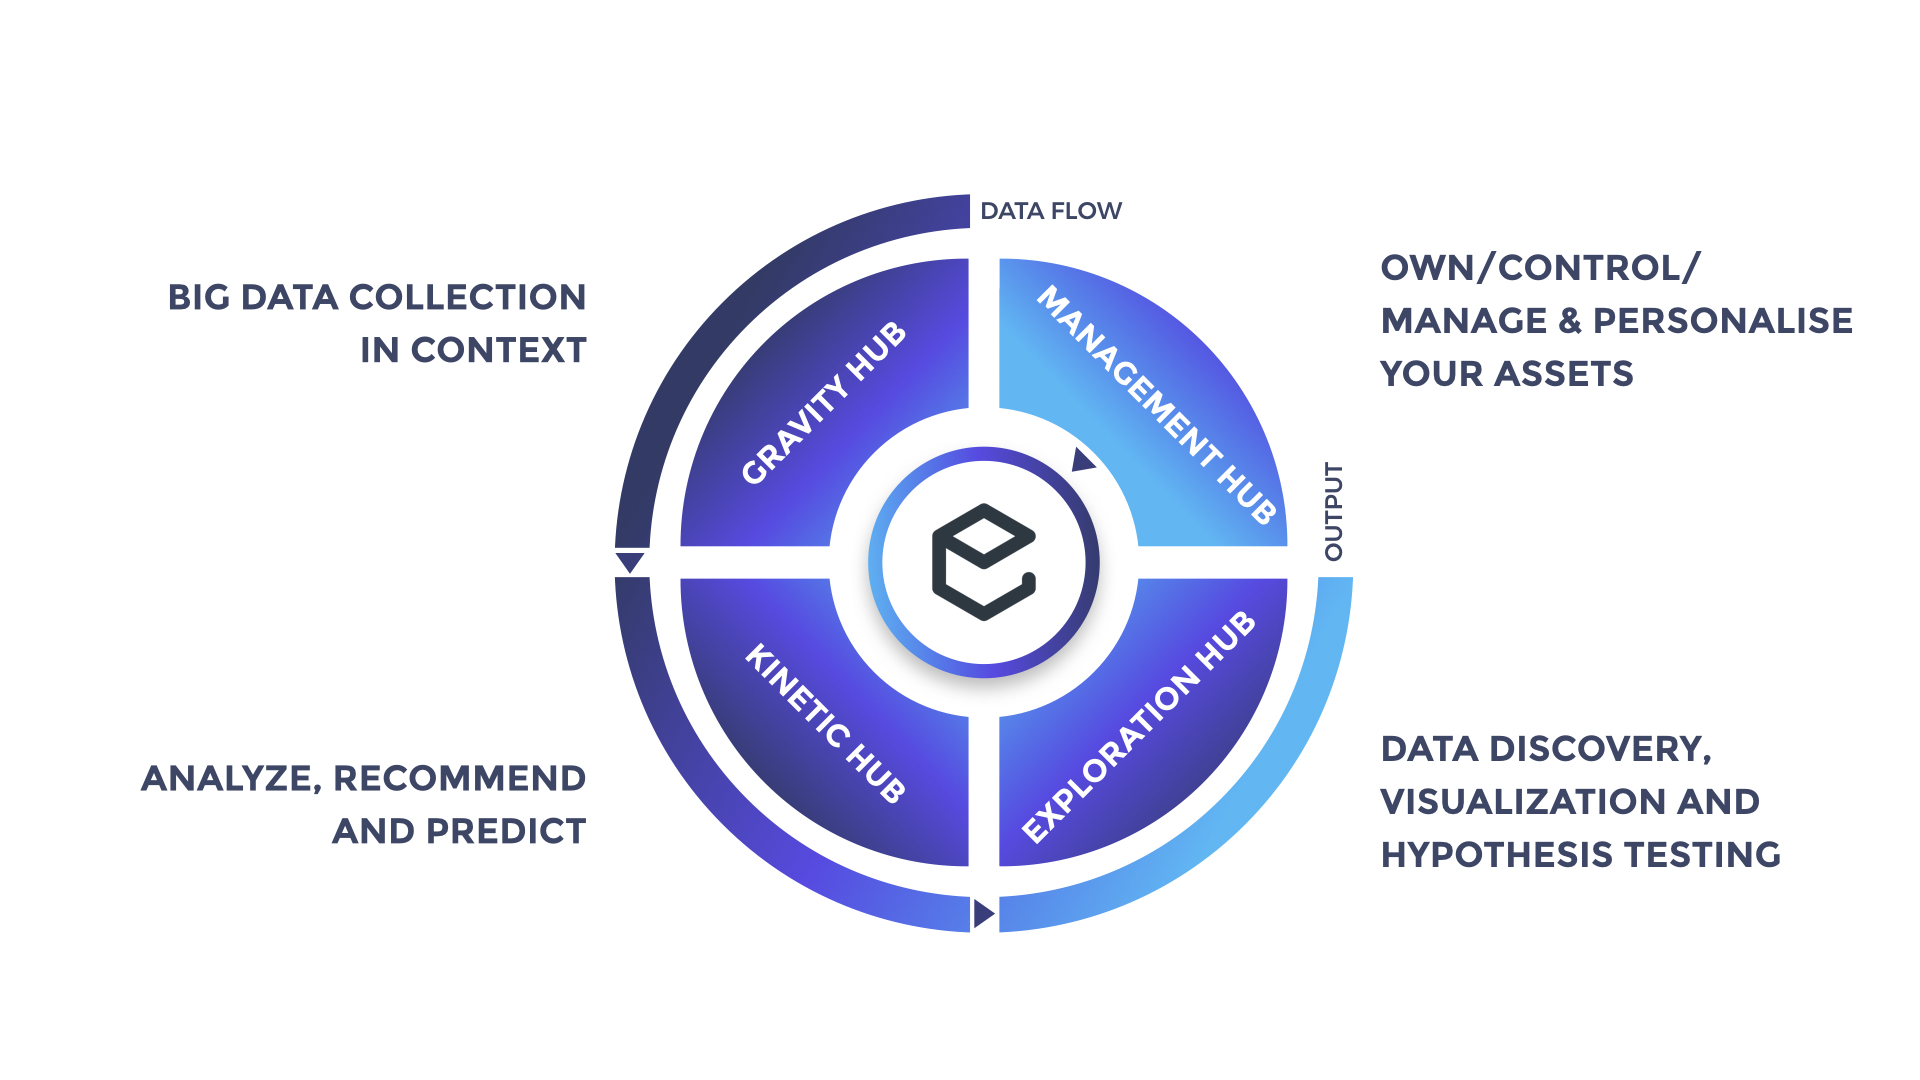 DATA FLOW
BIG DATA COLLECTION
IN CONTEXT
GRAVITY HUB
MANAGEMENT HUB
OWN/CONTROL/
MANAGE & PERSONALISE
YOUR ASSETS
OUTPUT
KINETIC HUB
EXPLORATION HUB
ANALYZE, RECOMMEND
AND PREDICT
DATA DISCOVERY,
VISUALIZATION AND
HYPOTHESIS TESTING